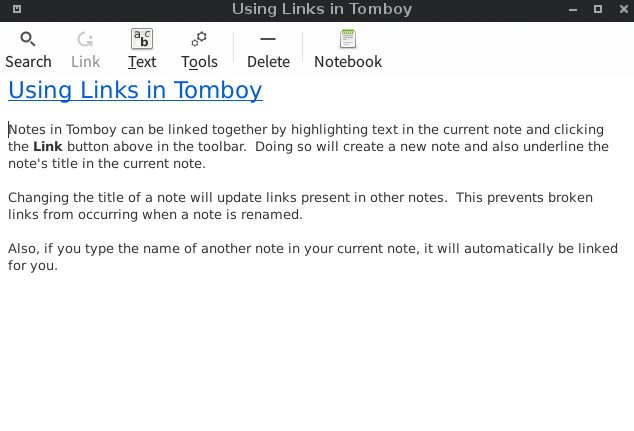 Using Links in Tomboy
Search Link Text Tools Delete Notebook
Using Links in Tomboy
Notes in Tomboy can be linked together by highlighting text in the current note and clicking
the Link button above in the toolbar.  Doing so will create a new note and also underline the
note's title in the current note.
Changing the title of a note will update links present in other notes.  This prevents broken
links from occurring when a note is renamed.
Also, if you type the name of another note in your current note, it will automatically be linked
for you.